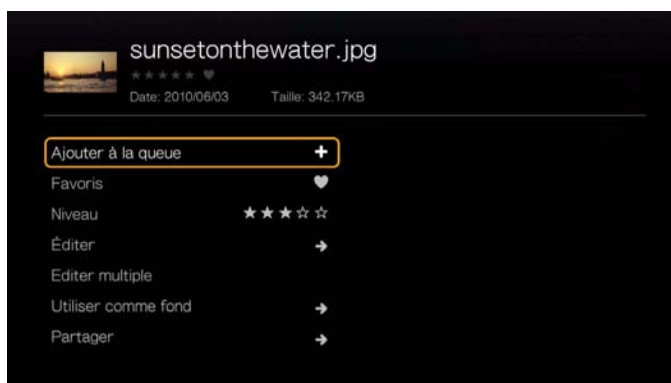 sunsetonthewater.jpg
Date: 2010/06/03 Taille: 342.17KB
Ajouter à la queue
Favoris
Niveau
Éditer
Editer multiple
Utiliser comme fond
Partager